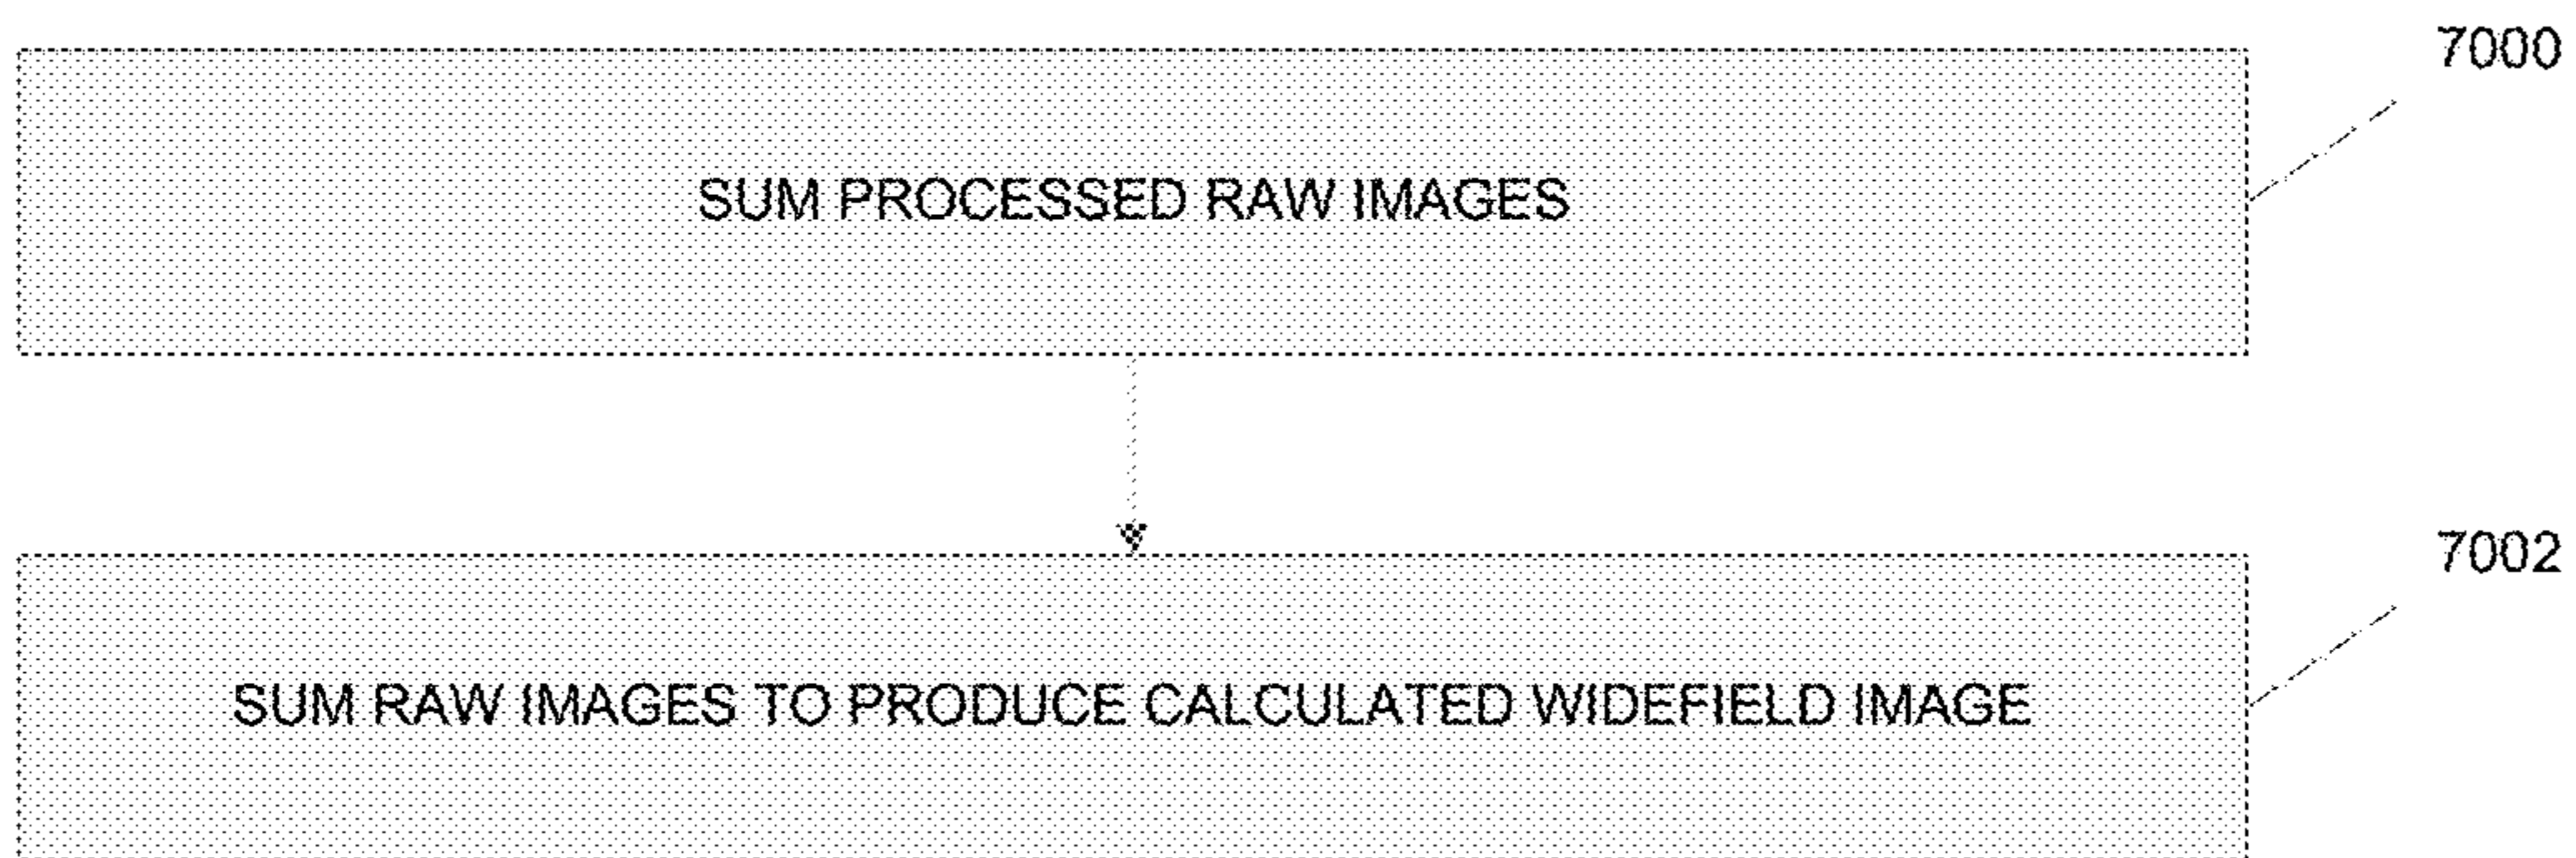 7000
SUM PROCESSED RAW IMAGES
7002
SUM RAW IMAGES TO PRODUCE CALCULATED WIDEFIELD IMAGE